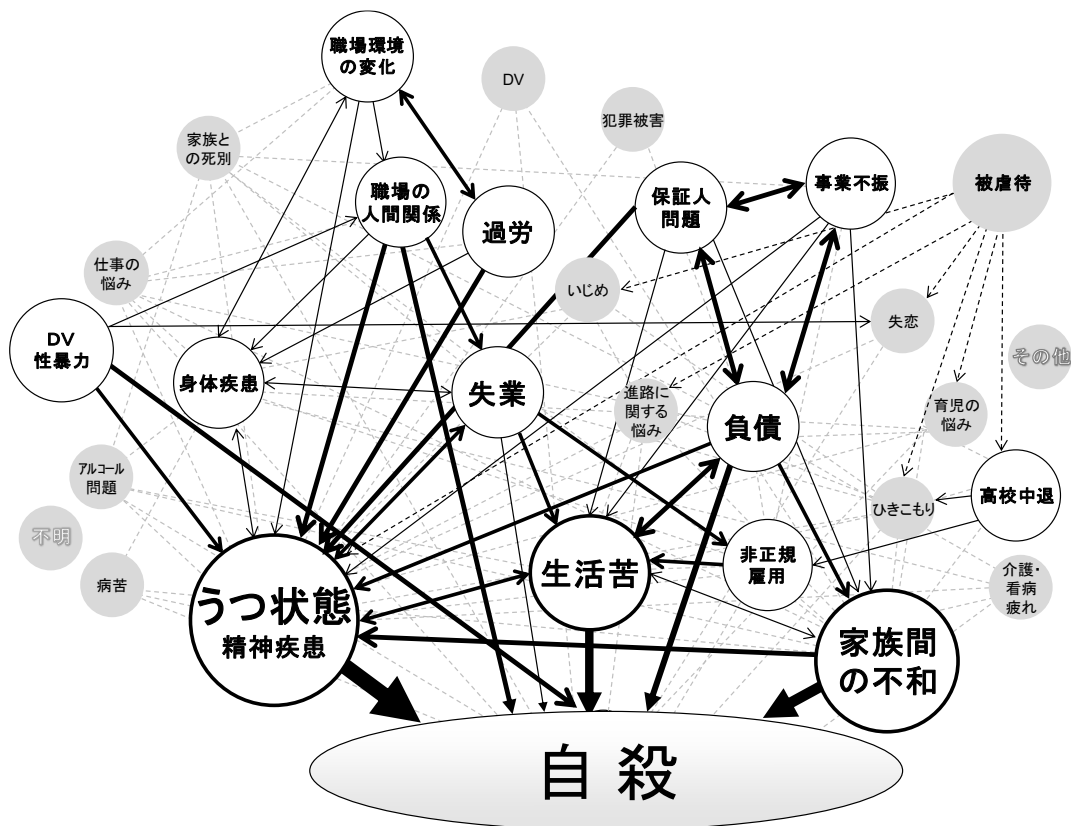 職場環境
の変化
DV
犯罪被害
家族と
の死別
職場の
人間関係
過労
保証人
問題
事業不振
被虐待
仕事の
悩み
いじめ
失恋
その他
DV
性暴力
身体疾患
失業
進路に
関する
悩み
負債
育児の
悩み
アルコール
問題
ひきこもり
高校中退
不明
病苦
うつ状態
精神疾患
生活苦
非正規
雇用
介護・
看病
疲れ
家族間
の不和
自殺